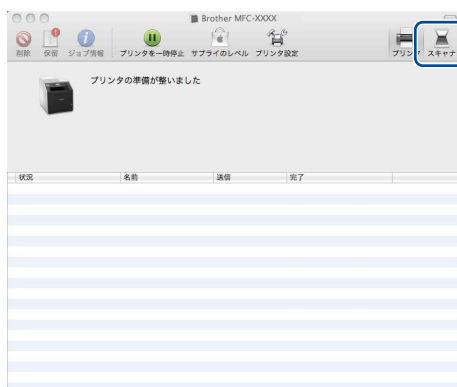 Brother MFC-XXXX
削除 保留 ジョブ情報 プリンタを一時停止 サプライのレベル プリンタ設定 プリンタ スキャナ
プリンタの準備が整いました
状況 名前 送信 完了